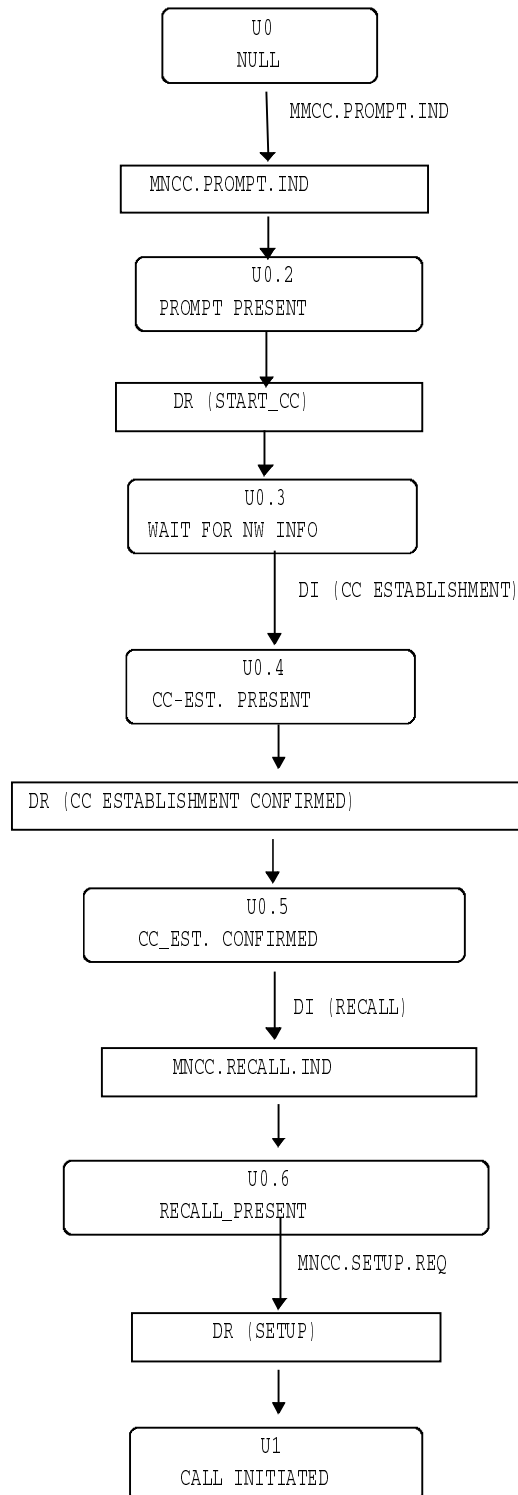 U0
NULL
MMCC.PROMPT.IND
MNCC.PROMPT.IND
U0.2
PROMPT PRESENT
DR (START_CC)
U0.3
WAIT FOR NW INFO
DI (CC ESTABLISHMENT)
U0.4
CC-EST. PRESENT
DR (CC ESTABLISHMENT CONFIRMED)
U0.5
CC_EST. CONFIRMED
DI (RECALL)
MNCC.RECALL.IND
U0.6
RECALL_PRESENT
MNCC.SETUP.REQ
DR (SETUP)
U1
CALL INITIATED